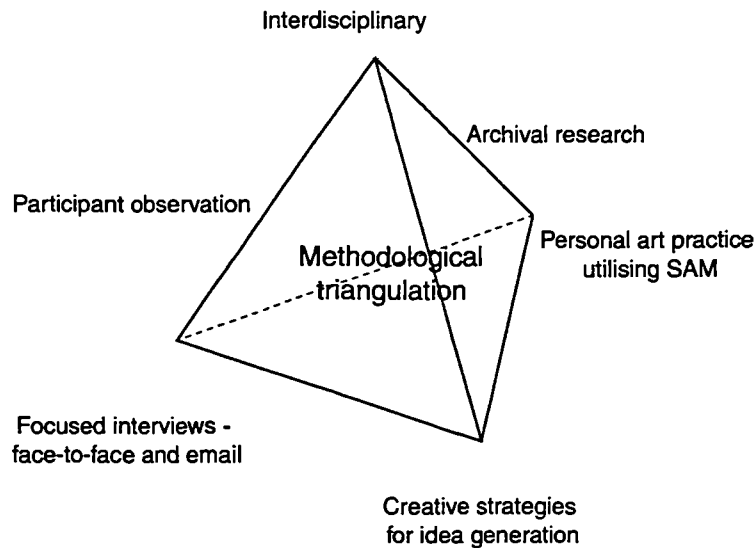 Interdisciplinary
Archival research
Participant observation
Personal art practice
utilising SAM
Methodological
triangulation
Focused interviews -
face-to-face and email
Creative strategies
for idea generation